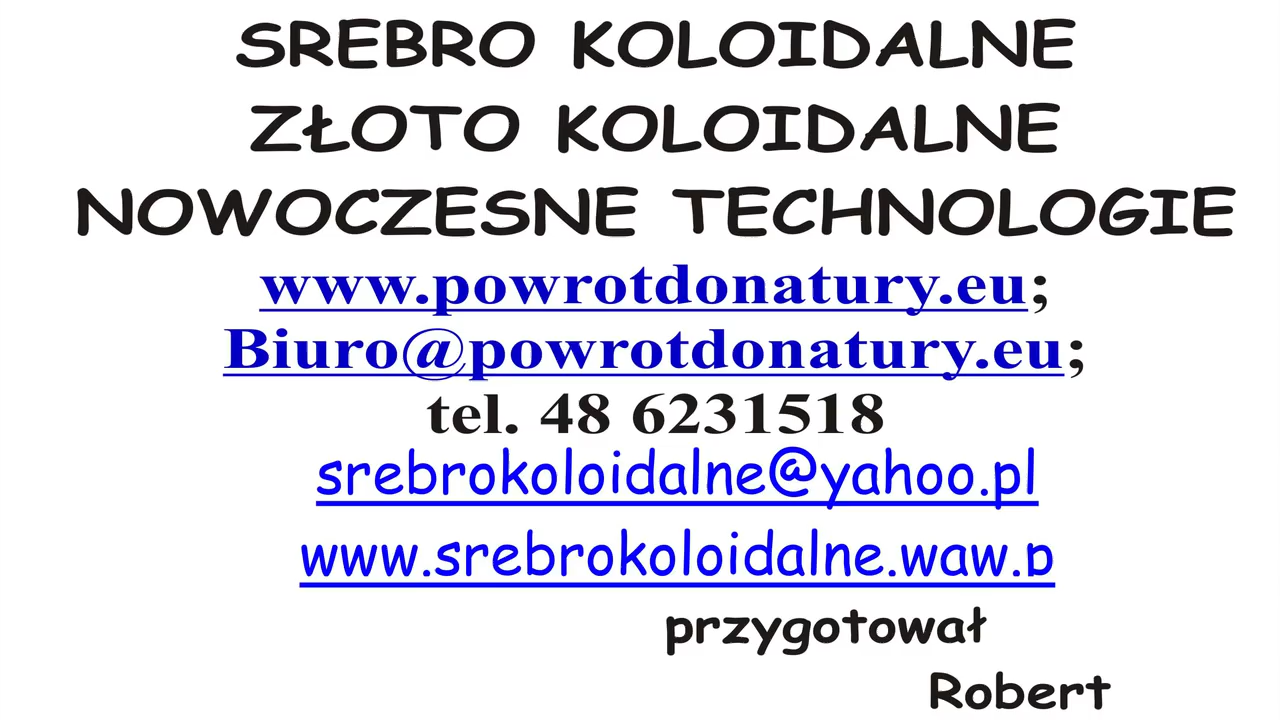 SREBRO KOLOIDALNE
ZŁOTO KOLOIDALNE
NOWOCZESNE TECHNOLOGIE
www.powrotdonatury.eu;
Biuro@powrotdonatury.eu;
tel. 48 6231518
srebrokoloidalne@yahoo.pl
www.srebrokoloidalne.waw.p
przygotował
Robert